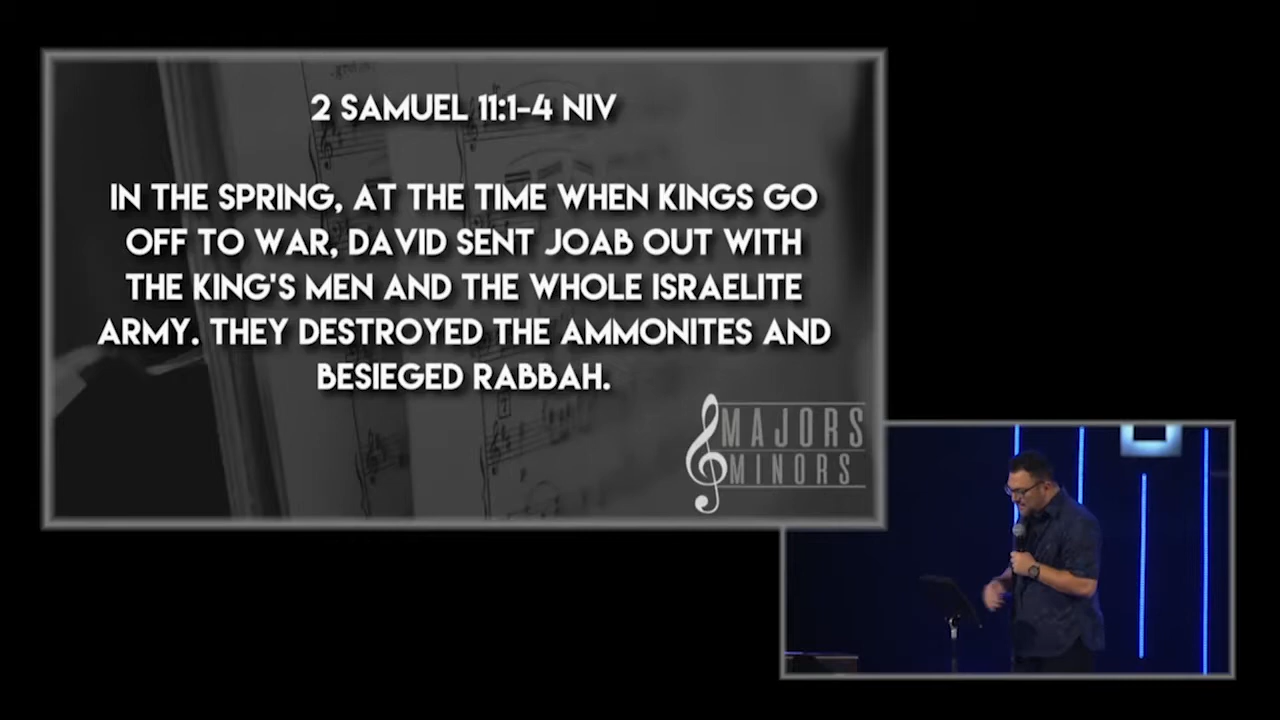 2 SAMUEL 11:1-4 NIV
IN THE SPRING, AT THE TIME WHEN KINGS GO
OFF TO WAR, DAVID SENT JOAB OUT WITH
THE KING'S MEN AND THE WHOLE ISRAELITE
ARMY. THEY DESTROYED THE AMMONITES AND
BESIEGED RABBAH.
MAJORS
MINORS